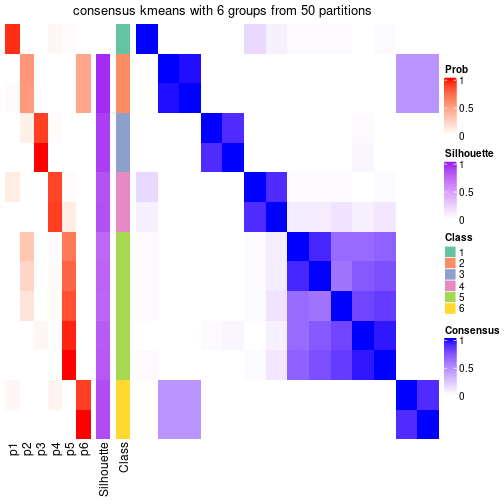 consensus kmeans with 6 groups from 50 partitions
Prob
1
0.5
0
Silhouette
1
0.5
0
Class
1
2
3
4
5
6
Consensus
1
0.5
0
p1
p2
p3
p4
p5
p6
Silhouette
Class